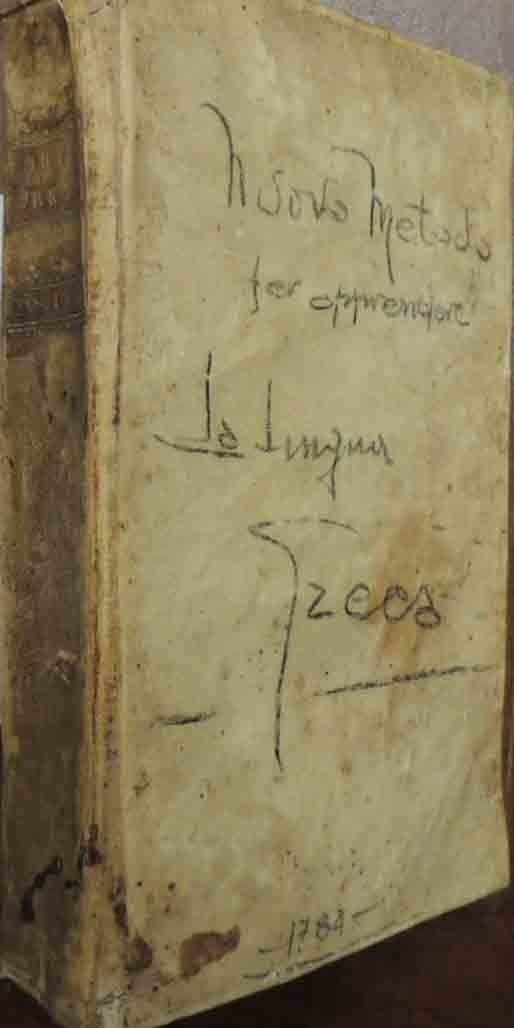 Nuovo Metodo
per apprendere
la lingua
Greca
-1784-